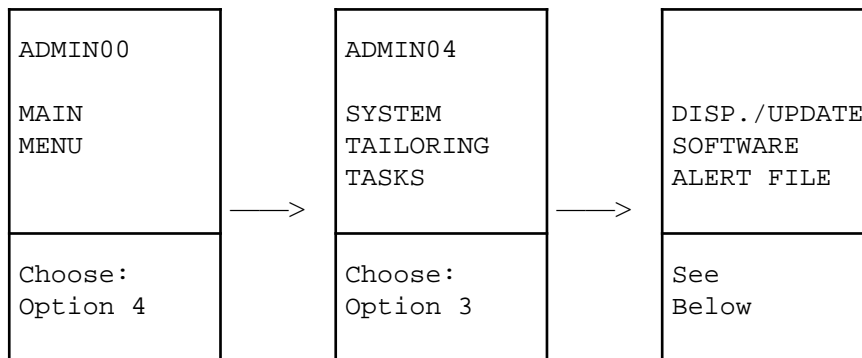 ADMIN00
MAIN
MENU
Choose:
Option 4
ADMIN04
SYSTEM
TAILORING
TASKS
Choose:
Option 3
DISP./UPDATE
SOFTWARE
ALERT FILE
See
Below